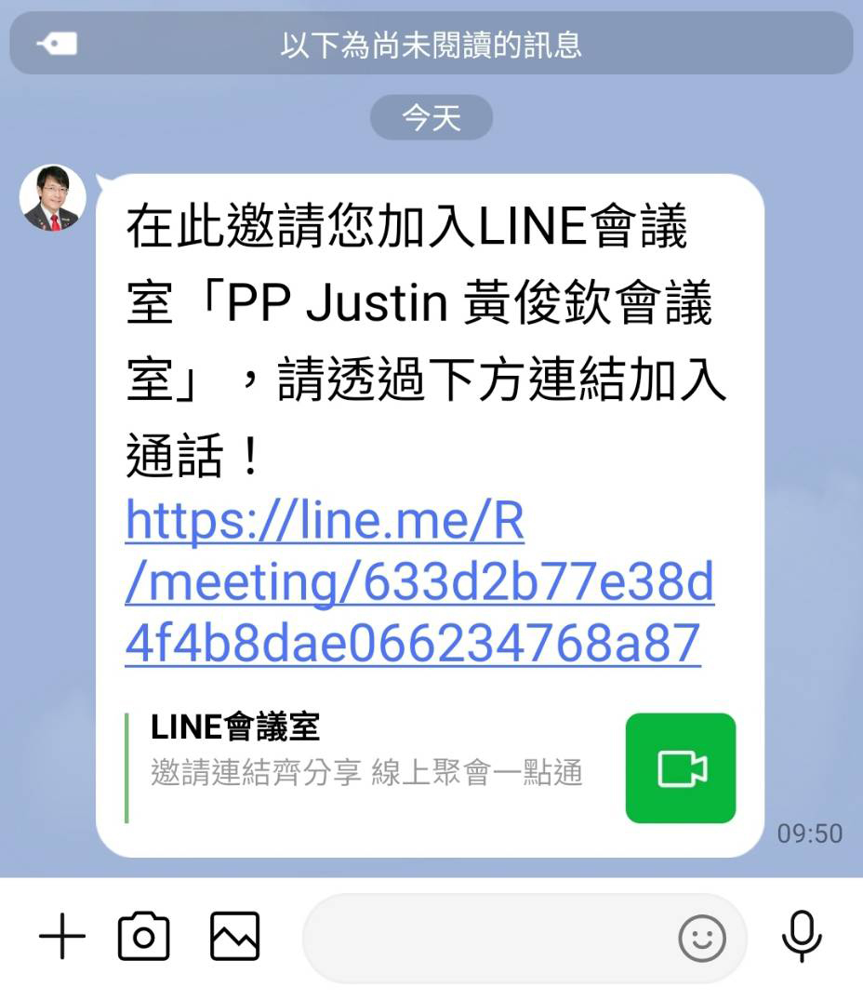 以下為尚未閱讀的訊息
今天
在此邀請您加入LINE會議
室「PP Justin 黃俊欽會議
室」，請透過下方連結加入
通話！
https://line.me/R
/meeting/633d2b77e38d
4f4b8dae066234768a87
LINE會議室
邀請連結齊分享 線上聚會一點通
09:50